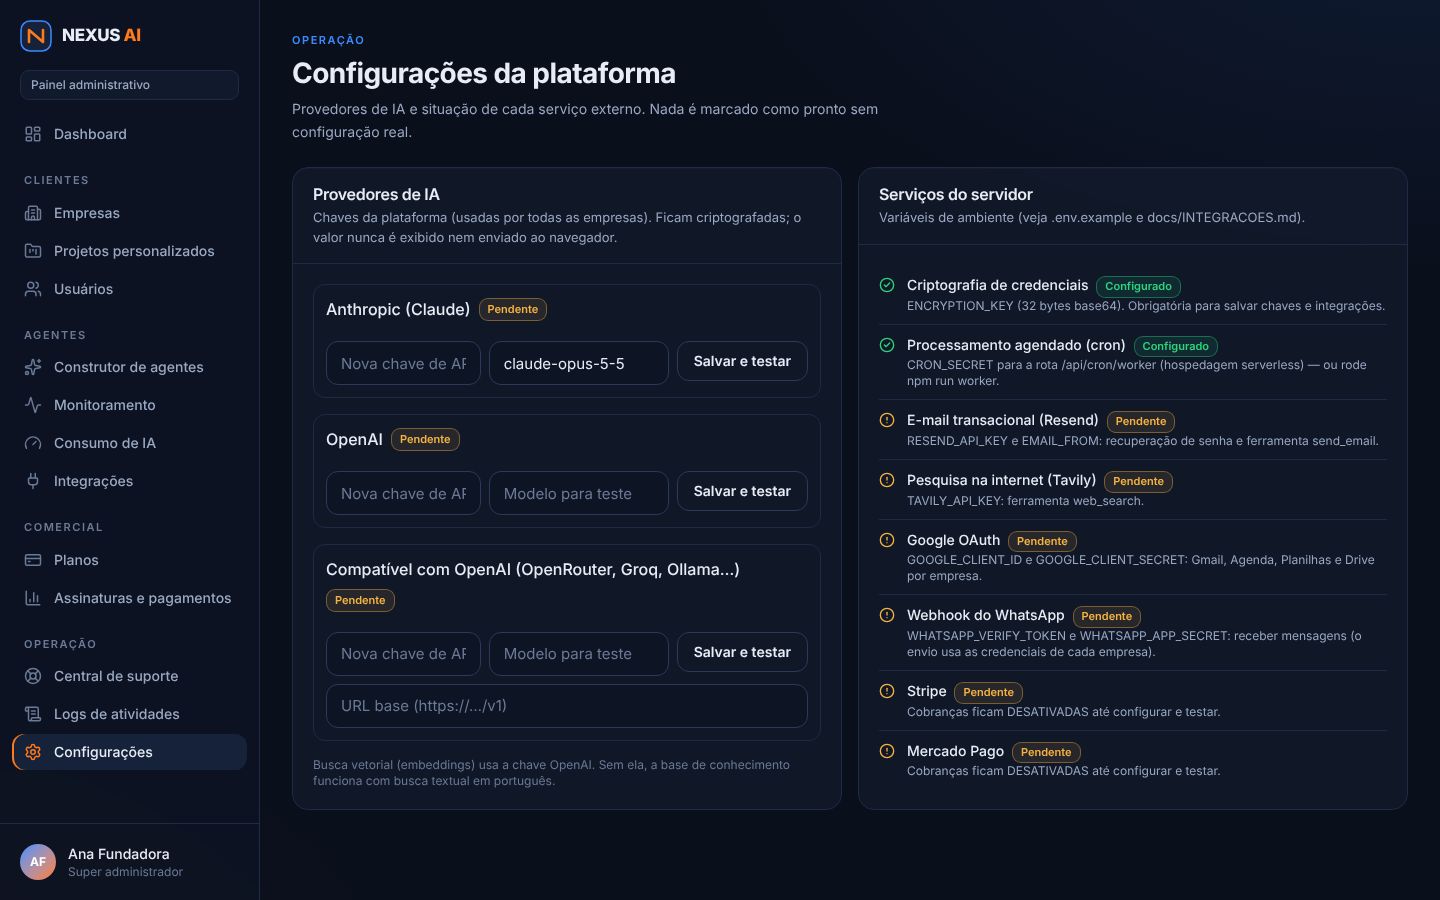 NEXUS AI
Painel administrativo
Dashboard
CLIENTES
Empresas
Projetos personalizados
Usuários
AGENTES
Construtor de agentes
Monitoramento
Consumo de IA
Integrações
COMERCIAL
Planos
Assinaturas e pagamentos
OPERAÇÃO
Central de suporte
Logs de atividades
Configurações
AF
Ana Fundadora
Super administrador
OPERAÇÃO
Configurações da plataforma
Provedores de IA e situação de cada serviço externo. Nada é marcado como pronto sem
configuração real.
Provedores de IA
Chaves da plataforma (usadas por todas as empresas). Ficam criptografadas; o
valor nunca é exibido nem enviado ao navegador.
Anthropic (Claude) Pendente
Nova chave de AP claude-opus-5-5 Salvar e testar
OpenAI Pendente
Nova chave de AP Modelo para teste Salvar e testar
Compatível com OpenAI (OpenRouter, Groq, Ollama...)
Pendente
Nova chave de AP Modelo para teste Salvar e testar
URL base (https://.../v1)
Busca vetorial (embeddings) usa a chave OpenAI. Sem ela, a base de conhecimento
funciona com busca textual em português.
Serviços do servidor
Variáveis de ambiente (veja .env.example e docs/INTEGRACOES.md).
Criptografia de credenciais Configurado
ENCRYPTION_KEY (32 bytes base64). Obrigatória para salvar chaves e integrações.
Processamento agendado (cron) Configurado
CRON_SECRET para a rota /api/cron/worker (hospedagem serverless) — ou rode
npm run worker.
E-mail transacional (Resend) Pendente
RESEND_API_KEY e EMAIL_FROM: recuperação de senha e ferramenta send_email.
Pesquisa na internet (Tavily) Pendente
TAVILY_API_KEY: ferramenta web_search.
Google OAuth Pendente
GOOGLE_CLIENT_ID e GOOGLE_CLIENT_SECRET: Gmail, Agenda, Planilhas e Drive
por empresa.
Webhook do WhatsApp Pendente
WHATSAPP_VERIFY_TOKEN e WHATSAPP_APP_SECRET: receber mensagens (o
envio usa as credenciais de cada empresa).
Stripe Pendente
Cobranças ficam DESATIVADAS até configurar e testar.
Mercado Pago Pendente
Cobranças ficam DESATIVADAS até configurar e testar.